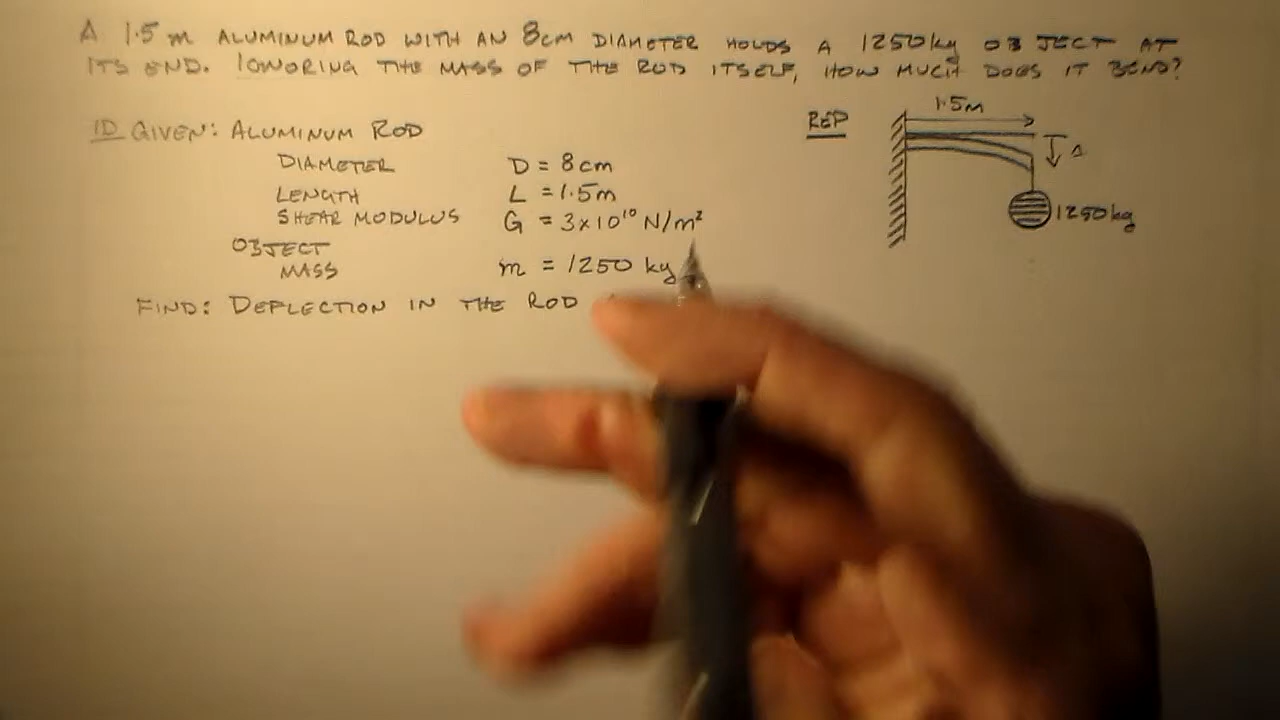 A 1.5 m ALUMINUM ROD WITH AN 8cm DIAMETER HOLDS A 1250kg OBJECT AT
ITS END. IGNORING THE MASS OF THE ROD ITSELF, HOW MUCH DOES IT BEND?
ID GIVEN: ALUMINUM ROD
DIAMETER D = 8cm
LENGTH L = 1.5m
SHEAR MODULUS G = 3x10¹⁰ N/m²
OBJECT
MASS m = 1250 kg
FIND: DEFLECTION IN THE ROD
REP
1.5m
Δ
1250kg